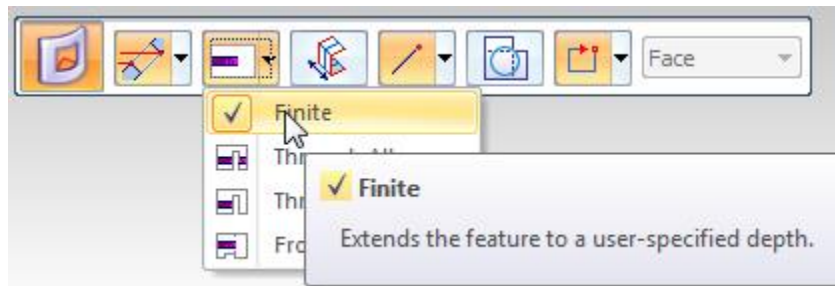 Face
Finite
Finite
Extends the feature to a user-specified depth.